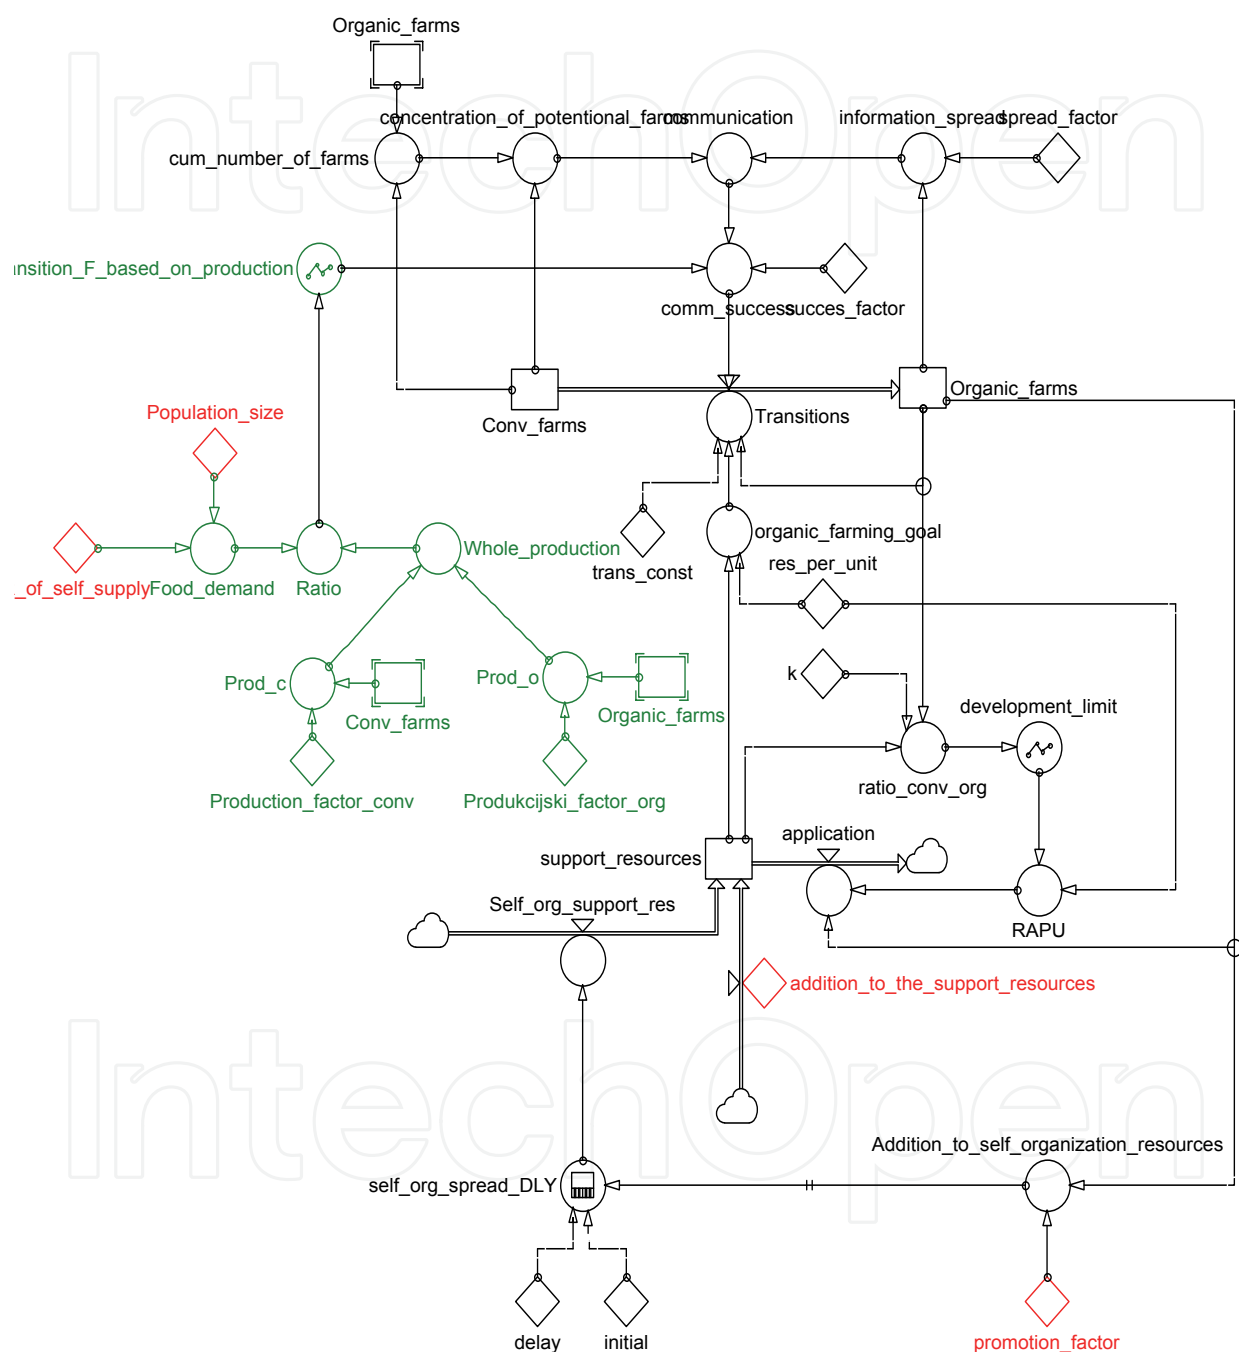 Organic_farms
concentration_of_potential_farms
communication
information_spread
spread_factor
cum_number_of_farms
nsition_F_based_on_production
comm_success
succes_factor
Conv_farms
Organic_farms
Transitions
Population_size
organic_farming_goal
Whole_production
trans_const
res_per_unit
_of_self_supply
Food_demand
Ratio
k
Prod_c
Prod_o
Conv_farms
Organic_farms
development_limit
Production_factor_conv
Produkcijski_factor_org
ratio_conv_org
application
support_resources
Self_org_support_res
RAPU
addition_to_the_support_resources
Addition_to_self_organization_resources
self_org_spread_DLY
delay
initial
promotion_factor
IntechOpen
IntechOpen